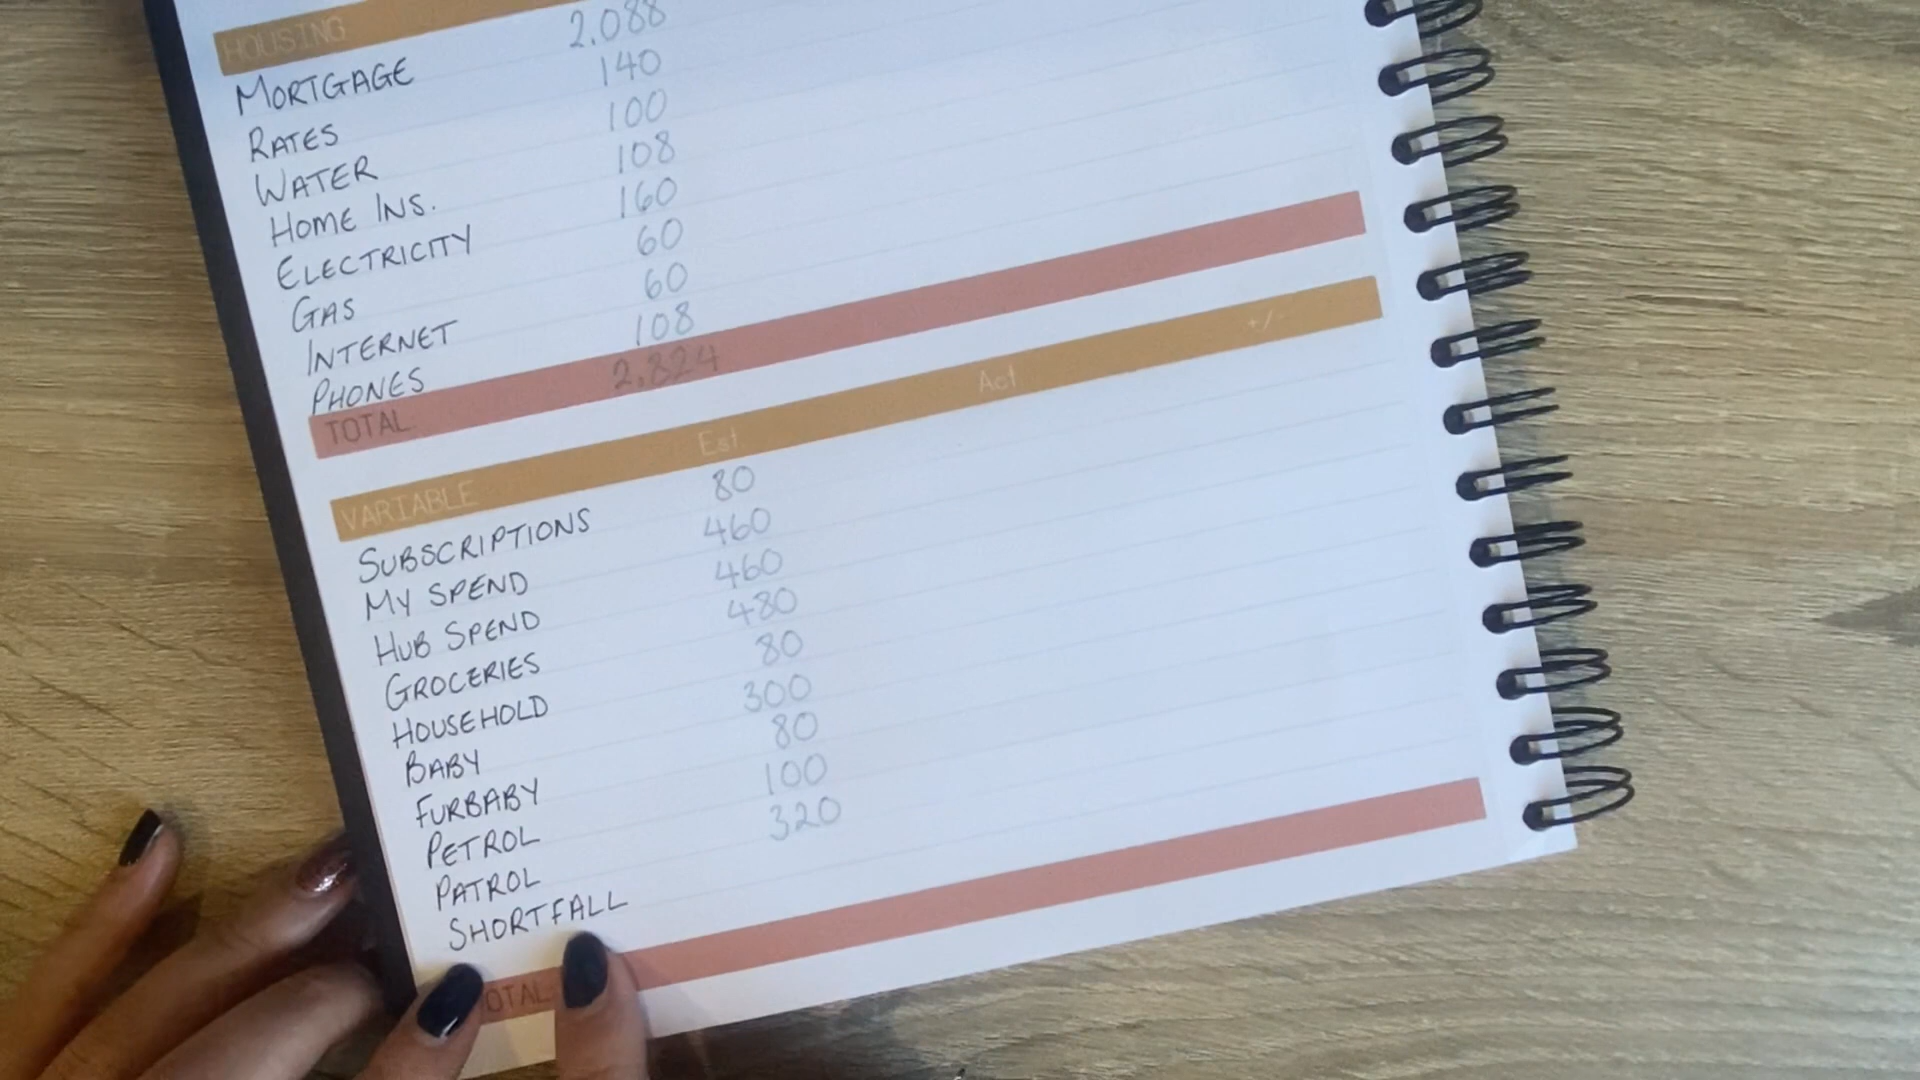 HOUSING
MORTGAGE 2.088
RATES 140
WATER 100
HOME INS. 108
ELECTRICITY 160
GAS 60
INTERNET 60
PHONES 108
TOTAL 2.824
VARIABLE Est. Act +/-
SUBSCRIPTIONS 80
MY SPEND 460
HUB SPEND 460
GROCERIES 480
HOUSEHOLD 80
BABY 300
FURBABY 80
PETROL 100
PATROL 320
SHORTFALL
OTAL